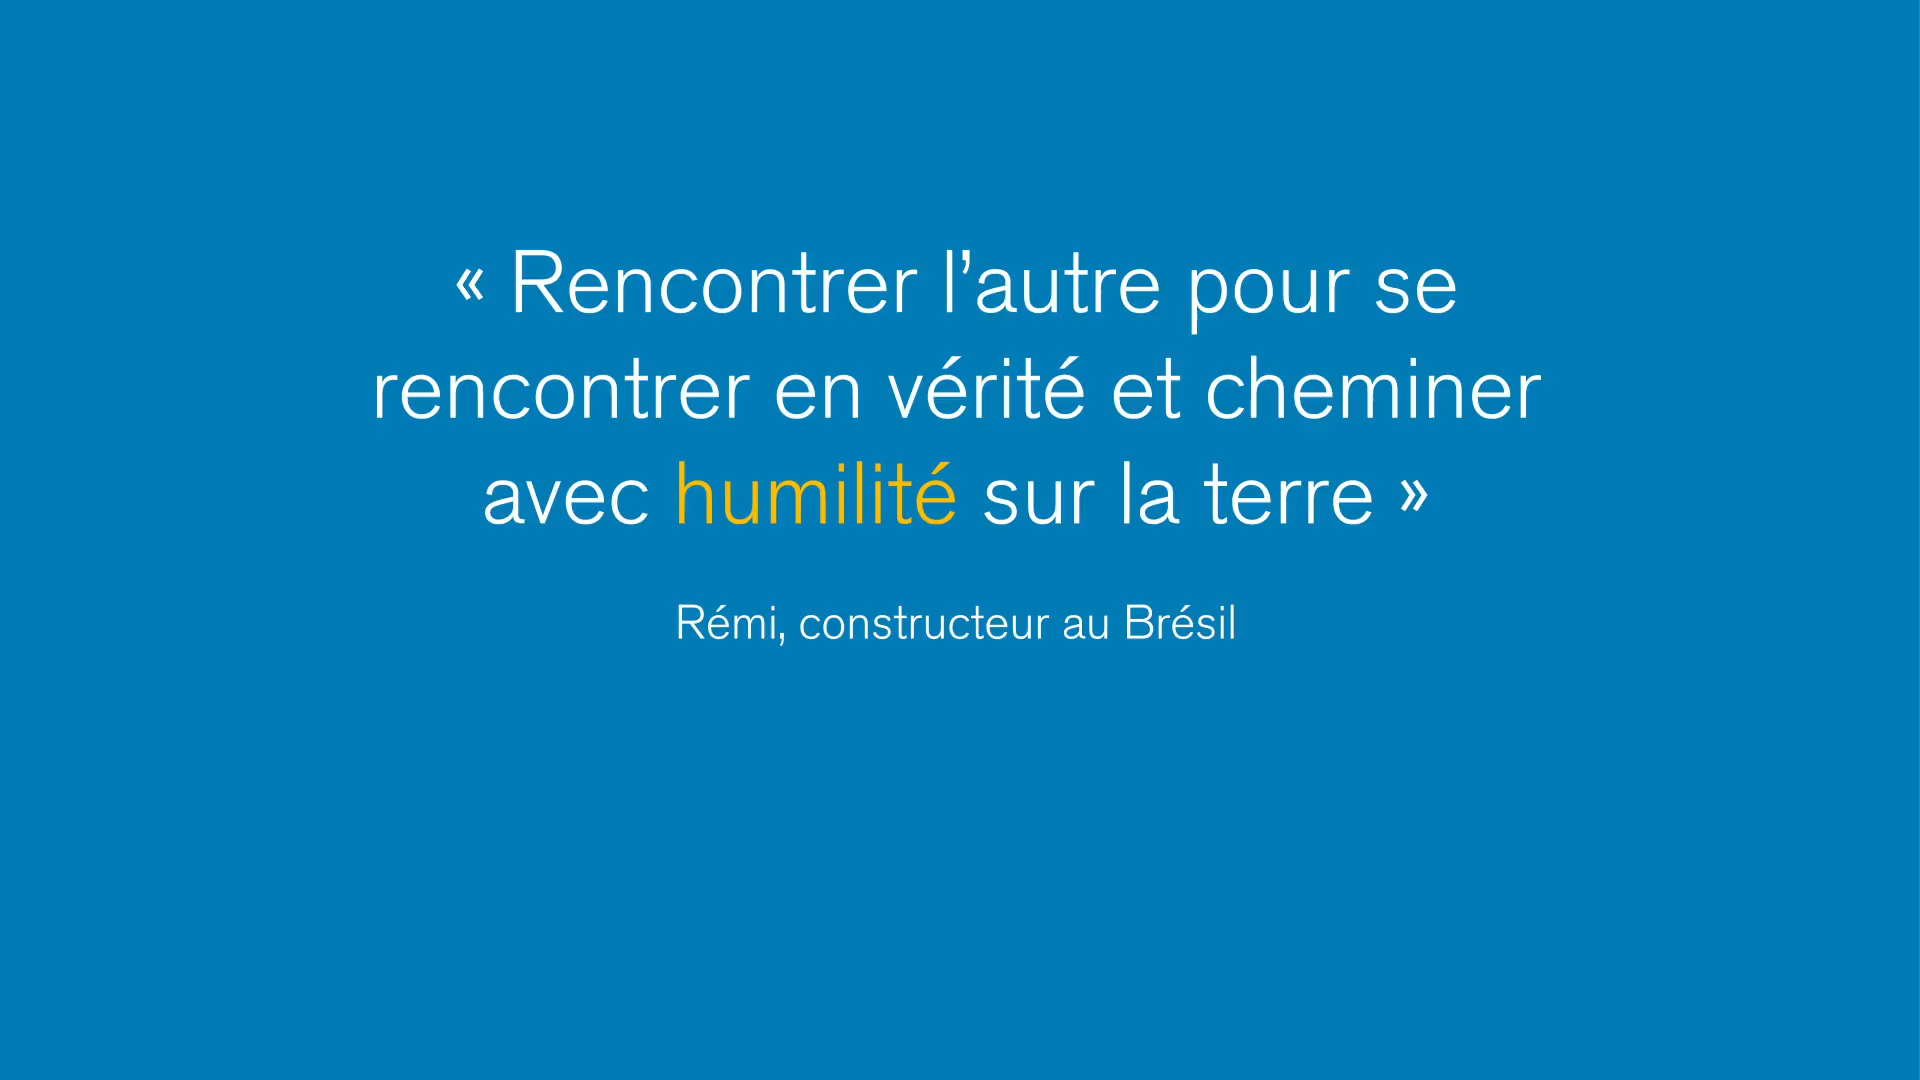 « Rencontrer l’autre pour se
rencontrer en vérité et cheminer
avec humilité sur la terre »
Rémi, constructeur au Brésil